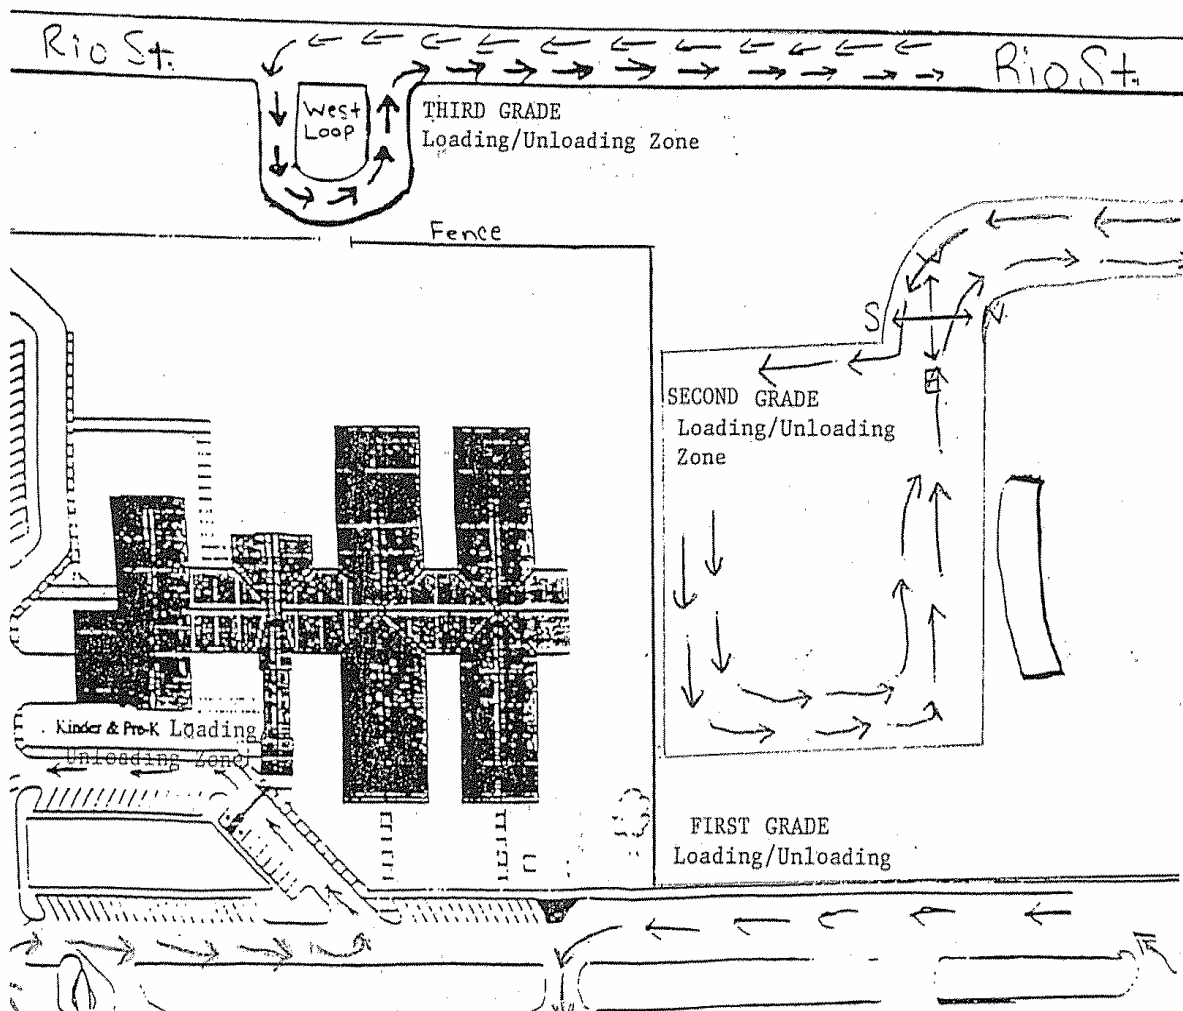 Rio St.
Rio St.
West
Loop
THIRD GRADE
Loading/Unloading Zone
Fence
W
S
N
E
SECOND GRADE
Loading/Unloading
Zone
Kinder & Pre-K Loading/
Unloading Zone
FIRST GRADE
Loading/Unloading